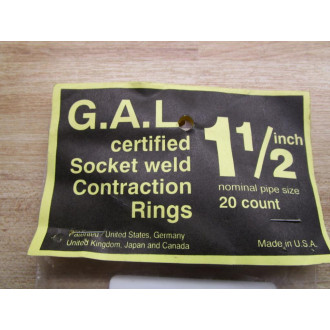 G.A.L.
certified
Socket weld
Contraction
Rings
1 1/2 inch
nominal pipe size
20 count
United States, Germany
United Kingdom, Japan and Canada
Made in U.S.A.